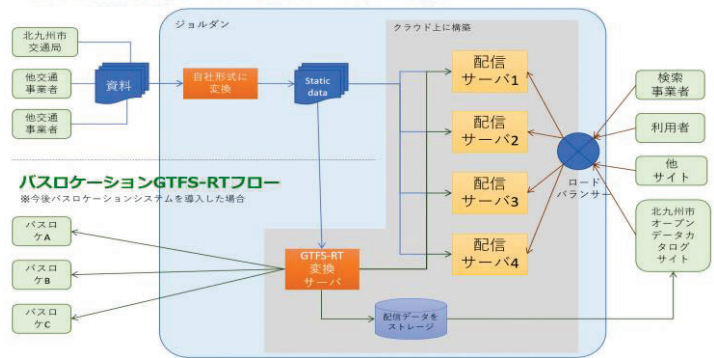 ジョルダン
クラウド上に構築
北九州市
交通局
他交通
事業者
他交通
事業者
資料
自社形式に
変換
Static
data
配信
サーバ1
配信
サーバ2
配信
サーバ3
配信
サーバ4
検索
事業者
利用者
他
サイト
ロード
バランサー
北九州市
オープン
データカ
タログ
サイト
バスロケーションGTFS-RTフロー
※今後バスロケーションシステムを導入した場合
バスロ
ケA
バスロ
ケB
バスロ
ケC
GTFS-RT
変換
サーバ
配信データを
ストレージ